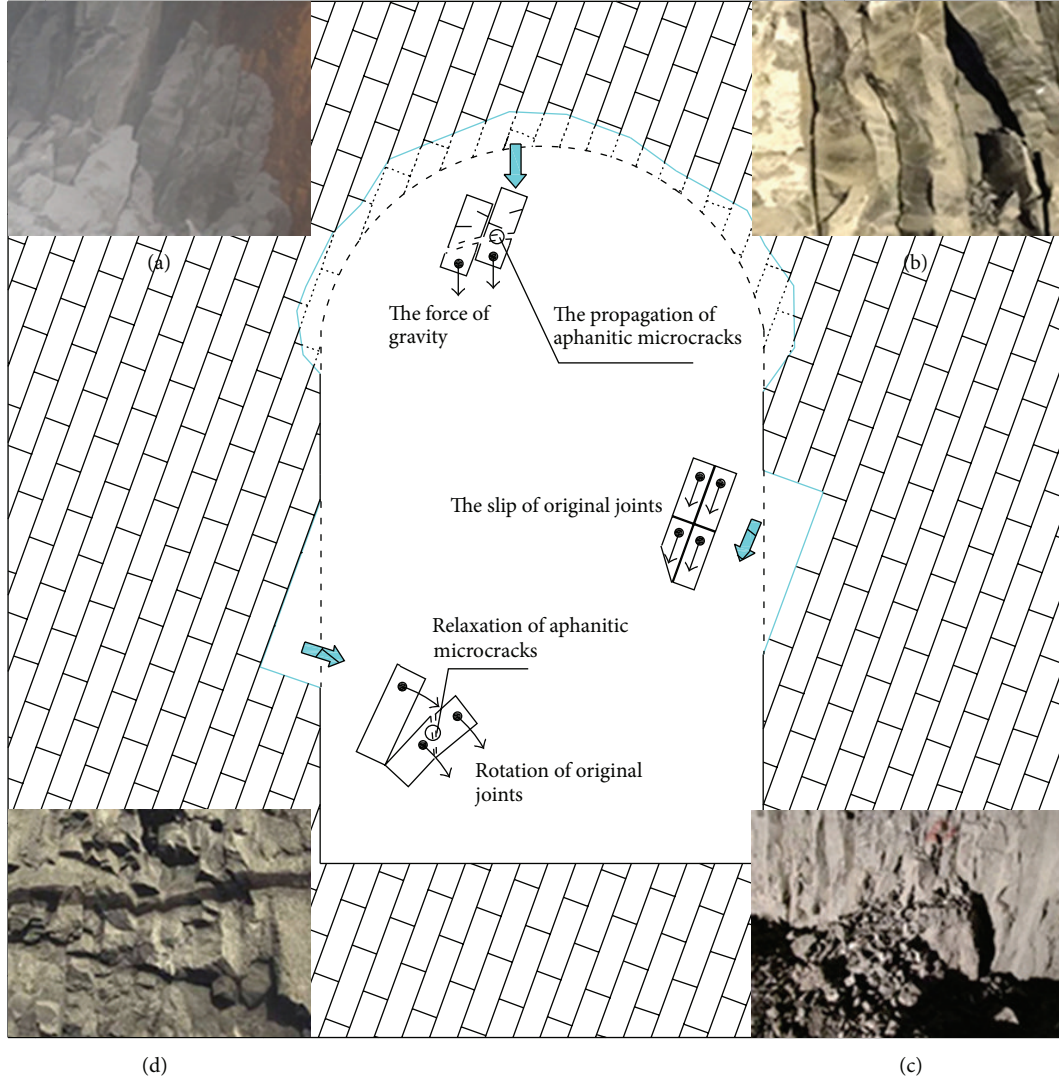 (a)
(b)
The force of
gravity
The propagation of
aphanitic microcracks
The slip of original joints
Relaxation of aphanitic
microcracks
Rotation of original
joints
(d)
(c)